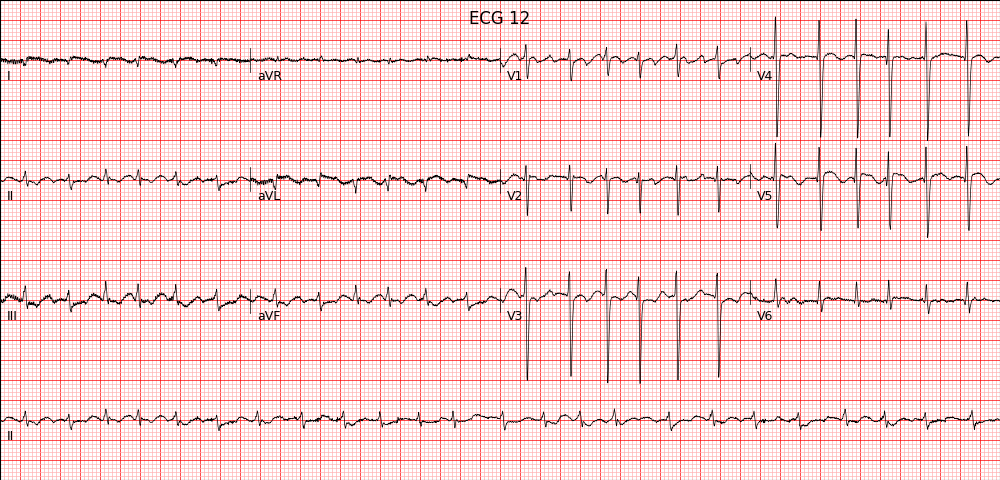 ECG 12
I aVR V1 V4
II aVL V2 V5
III aVF V3 V6
II